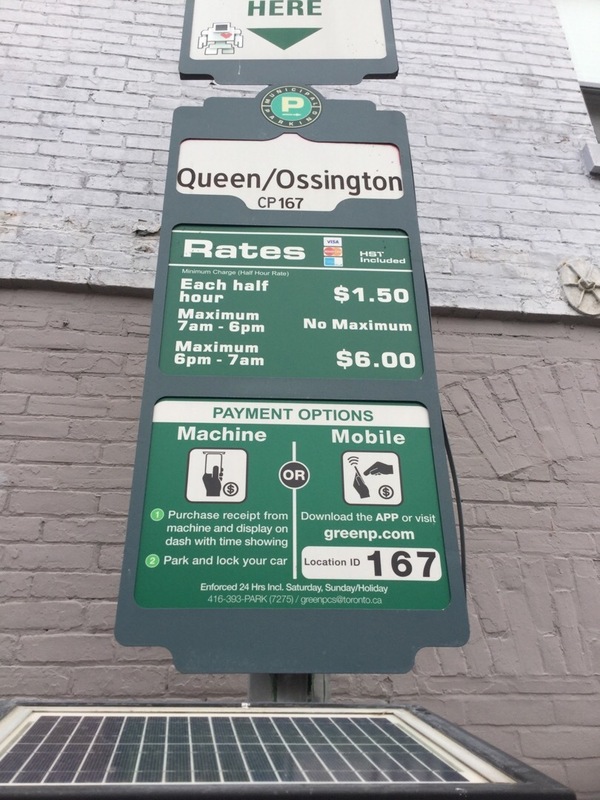 HERE
MUNICIPAL
P
PARKING
Queen/Ossington
CP167
Rates
VISA
HST
Included
Minimum Charge (Half Hour Rate)
Each half
hour
$1.50
Maximum
7am - 6pm
No Maximum
Maximum
6pm - 7am
$6.00
PAYMENT OPTIONS
Machine
Mobile
OR
1 Purchase receipt from
machine and display on
dash with time showing
2 Park and lock your car
Download the APP or visit
greenp.com
Location ID 167
Enforced 24 Hrs Incl. Saturday, Sunday/Holiday
416-393-PARK (7275) / greenpcs@toronto.ca